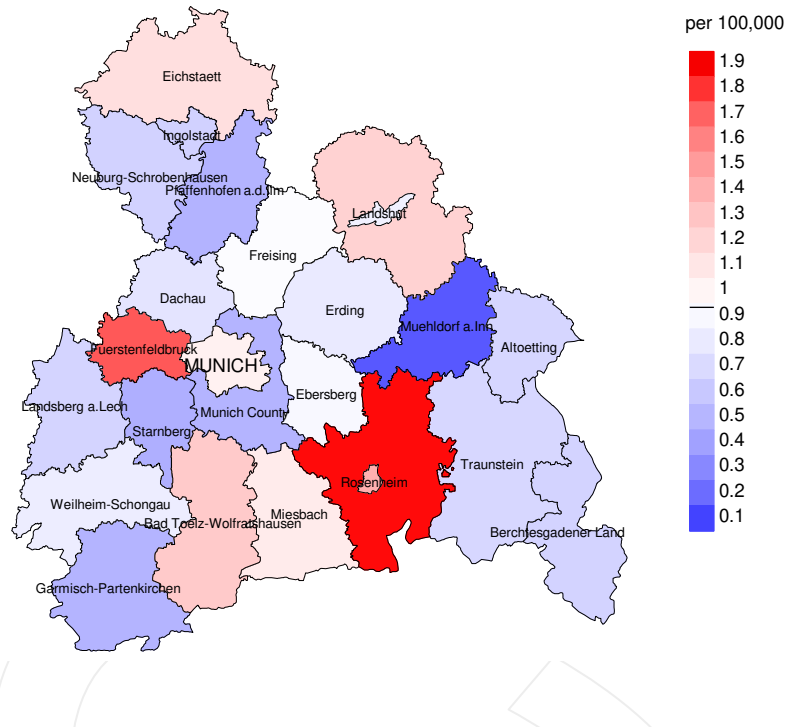 per 100,000
1.9
1.8
1.7
1.6
1.5
1.4
1.3
1.2
1.1
1
0.9
0.8
0.7
0.6
0.5
0.4
0.3
0.2
0.1
Eichstaett
Ingolstadt
Neuburg-Schrobenhausen
Pfaffenhofen a.d.Ilm
Landshut
Freising
Dachau
Erding
Muehldorf a.Inn
Altoetting
Fuerstenfeldbruck
MUNICH
Ebersberg
Landsberg a.Lech
Munich County
Starnberg
Traunstein
Rosenheim
Weilheim-Schongau
Miesbach
Bad Toelz-Wolfratshausen
Berchtesgadener Land
Garmisch-Partenkirchen